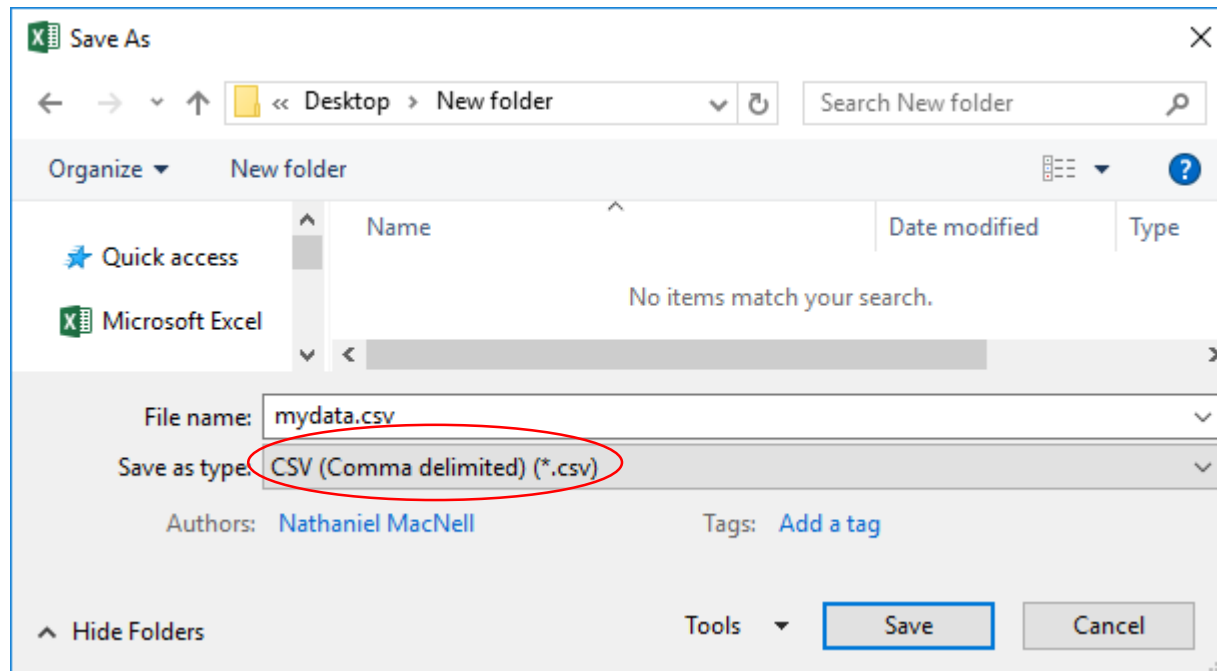 Save As
« Desktop › New folder
Search New folder
Organize
New folder
?
Name
Date modified
Type
Quick access
No items match your search.
Microsoft Excel
File name: mydata.csv
Save as type: CSV (Comma delimited) (*.csv)
Authors: Nathaniel MacNell
Tags: Add a tag
Hide Folders
Tools
Save
Cancel